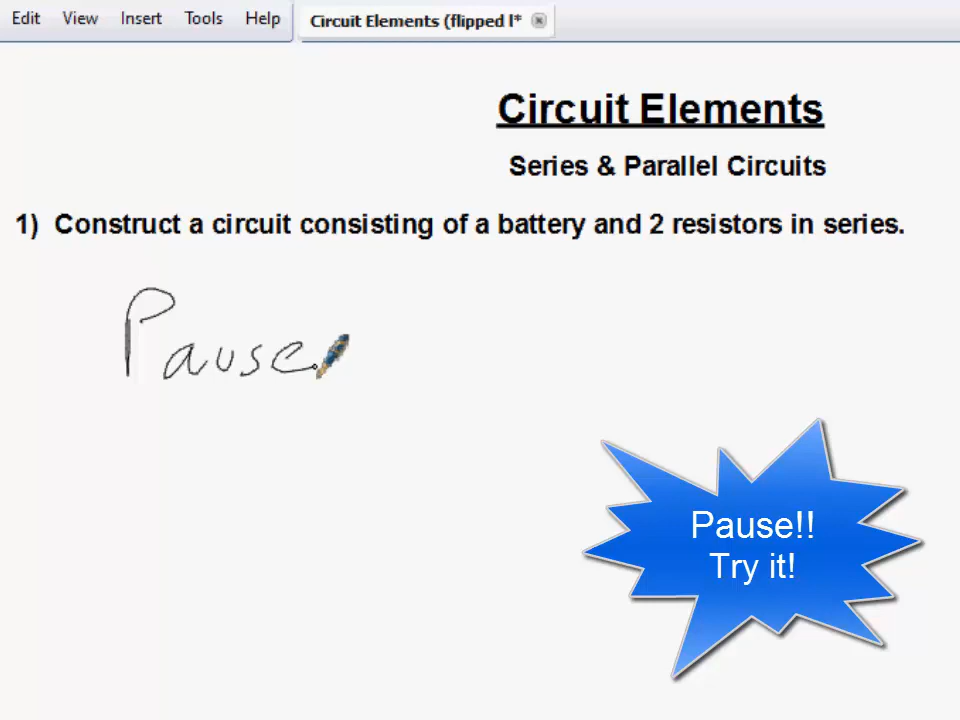 Edit View Insert Tools Help Circuit Elements (flipped l*
Circuit Elements
Series & Parallel Circuits
1) Construct a circuit consisting of a battery and 2 resistors in series.
Pause.
Pause!!
Try it!